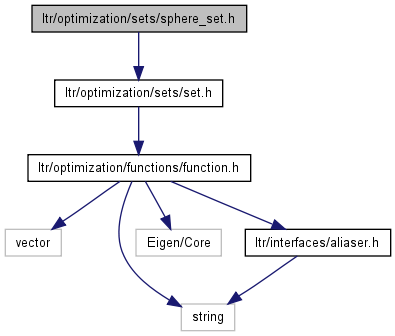 ltr/optimization/sets/sphere_set.h
ltr/optimization/sets/set.h
ltr/optimization/functions/function.h
vector
Eigen/Core
ltr/interfaces/aliaser.h
string